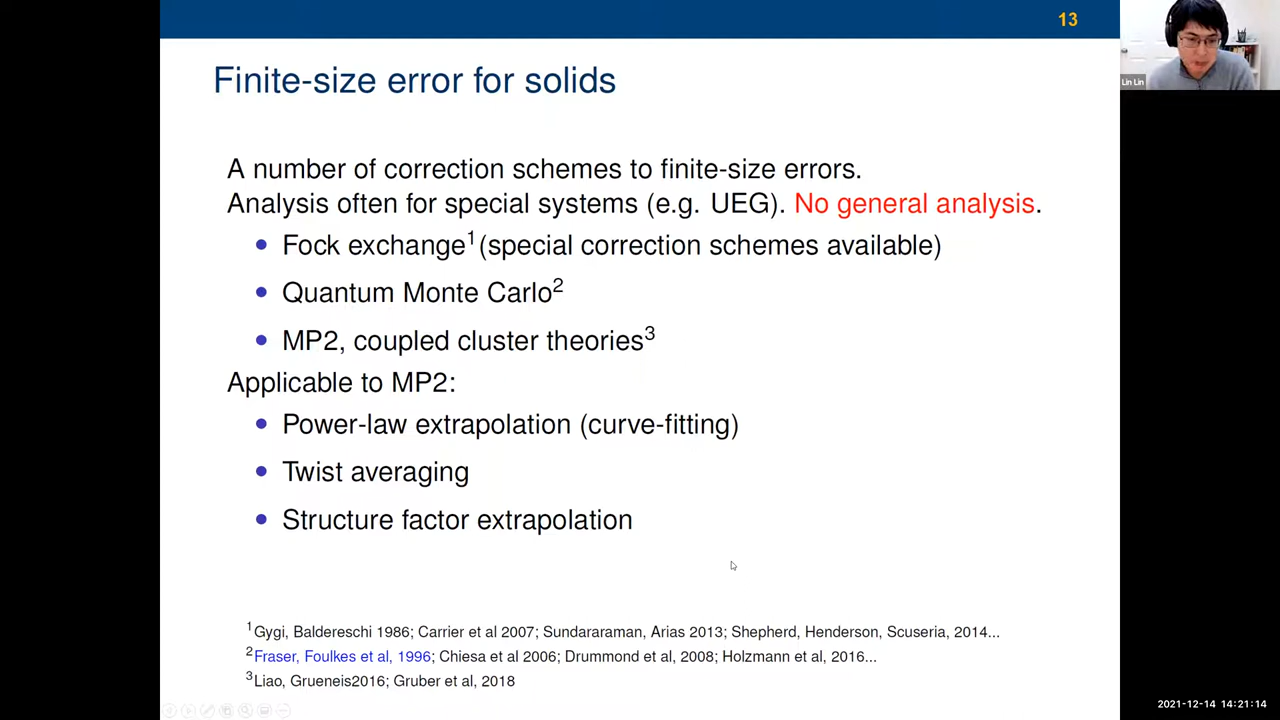 13
Finite-size error for solids
Lin Lin
A number of correction schemes to finite-size errors.
Analysis often for special systems (e.g. UEG). No general analysis.
• Fock exchange¹(special correction schemes available)
• Quantum Monte Carlo²
• MP2, coupled cluster theories³
Applicable to MP2:
• Power-law extrapolation (curve-fitting)
• Twist averaging
• Structure factor extrapolation
¹Gygi, Baldereschi 1986; Carrier et al 2007; Sundararaman, Arias 2013; Shepherd, Henderson, Scuseria, 2014...
²Fraser, Foulkes et al, 1996; Chiesa et al 2006; Drummond et al, 2008; Holzmann et al, 2016...
³Liao, Grueneis2016; Gruber et al, 2018
2021-12-14 14:21:14